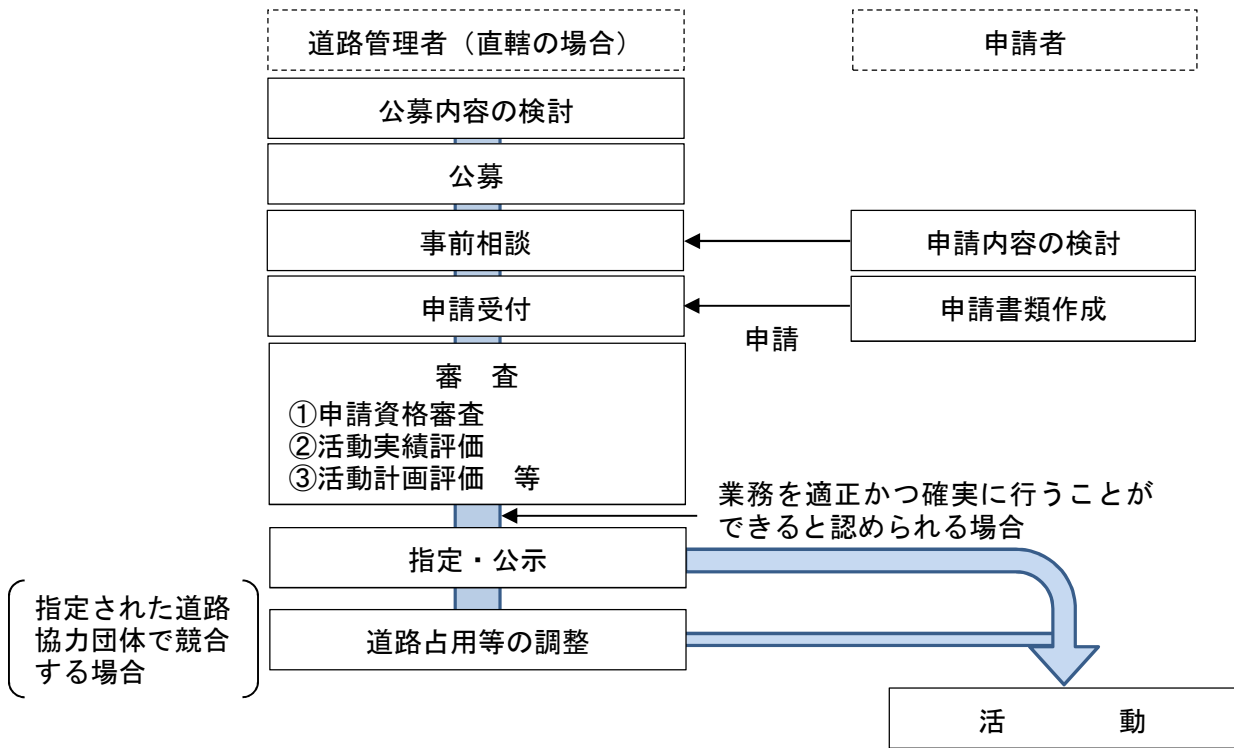 道路管理者（直轄の場合）
申請者
公募内容の検討
公募
事前相談
申請内容の検討
申請受付
申請書類作成
申請
審　査
①申請資格審査
②活動実績評価
③活動計画評価　等
業務を適正かつ確実に行うことが
できると認められる場合
指定・公示
指定された道路
協力団体で競合
する場合
道路占用等の調整
活　　　動